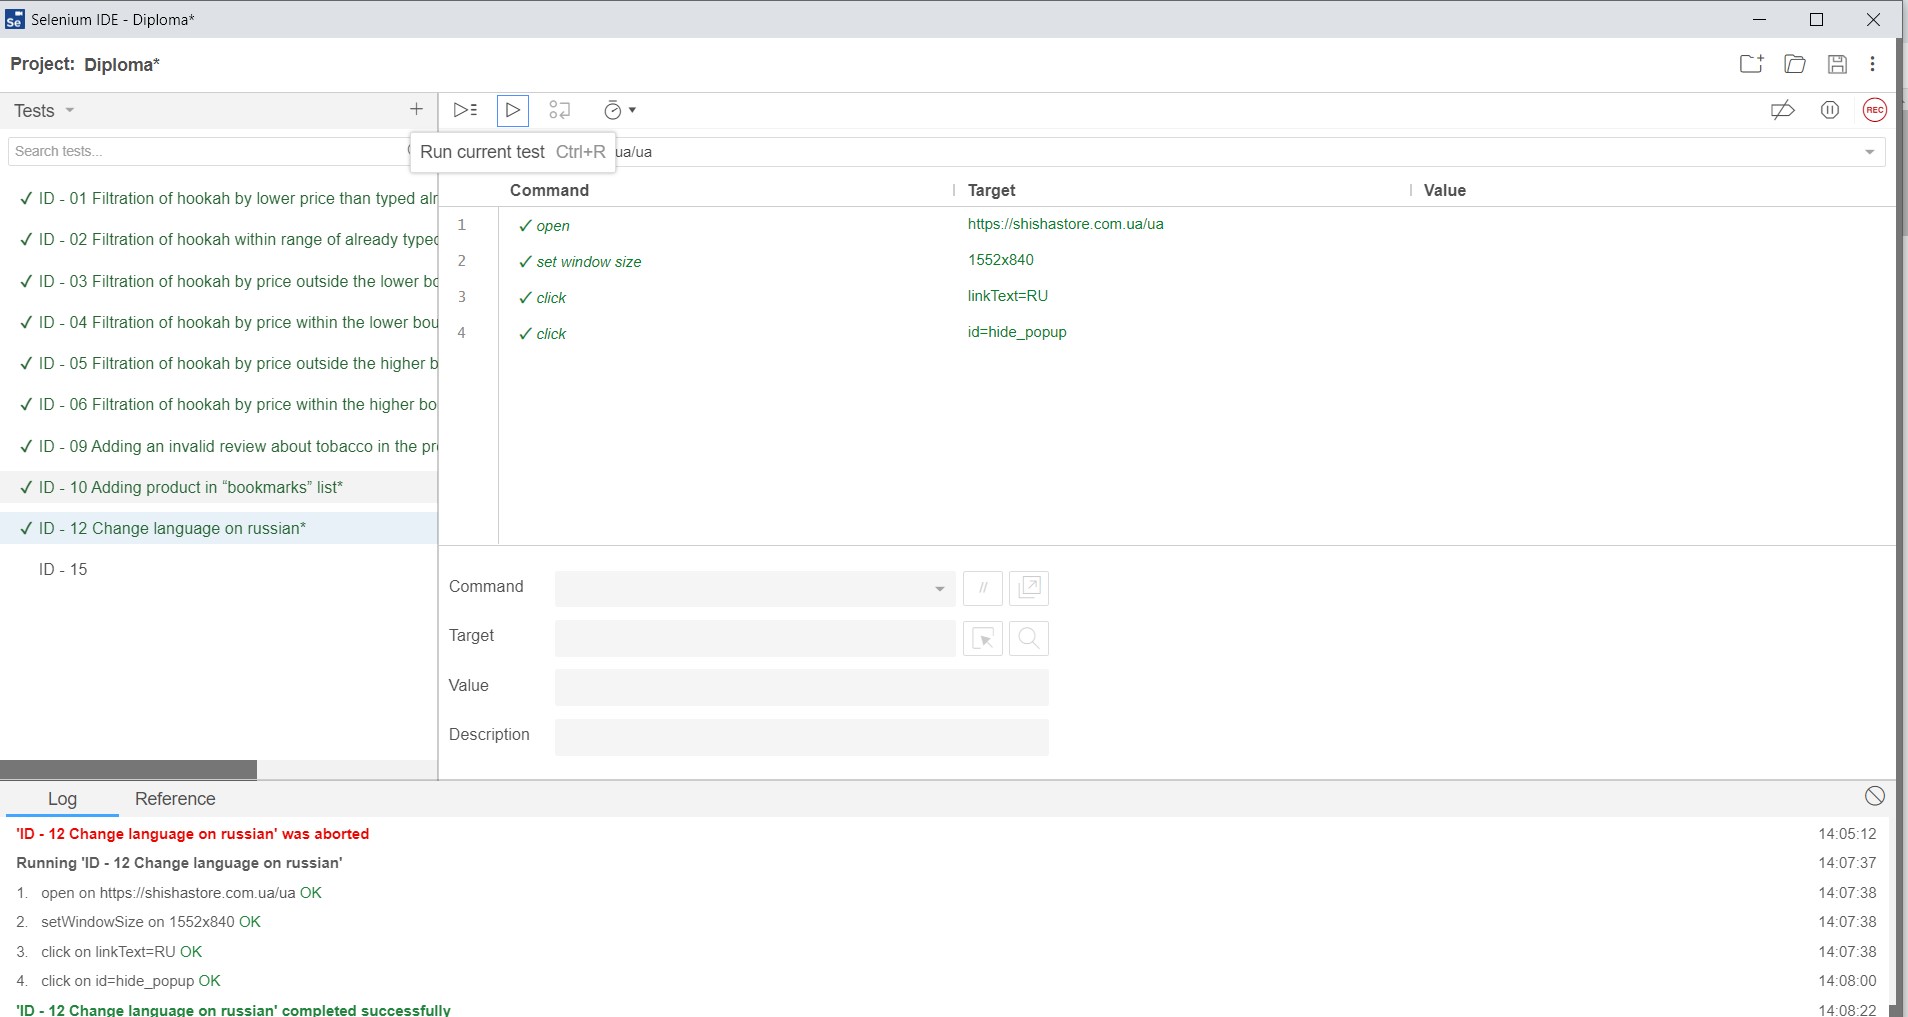 Selenium IDE - Diploma*
Project: Diploma*
Tests
Search tests...
Run current test Ctrl+R
ua/ua
REC
ID - 01 Filtration of hookah by lower price than typed
ID - 02 Filtration of hookah within range of already typed
ID - 03 Filtration of hookah by price outside the lower
ID - 04 Filtration of hookah by price within the lower
ID - 05 Filtration of hookah by price outside the higher
ID - 06 Filtration of hookah by price within the higher
ID - 09 Adding an invalid review about tobacco in the
ID - 10 Adding product in “bookmarks” list*
ID - 12 Change language on russian*
ID - 15
Command Target Value
1 ✓ open https://shishastore.com.ua/ua
2 ✓ set window size 1552x840
3 ✓ click linkText=RU
4 ✓ click id=hide_popup
Command //
Target
Value
Description
Log Reference
'ID - 12 Change language on russian' was aborted 14:05:12
Running 'ID - 12 Change language on russian' 14:07:37
1. open on https://shishastore.com.ua/ua OK 14:07:38
2. setWindowSize on 1552x840 OK 14:07:38
3. click on linkText=RU OK 14:07:38
4. click on id=hide_popup OK 14:08:00
'ID - 12 Change language on russian' completed successfully 14:08:22